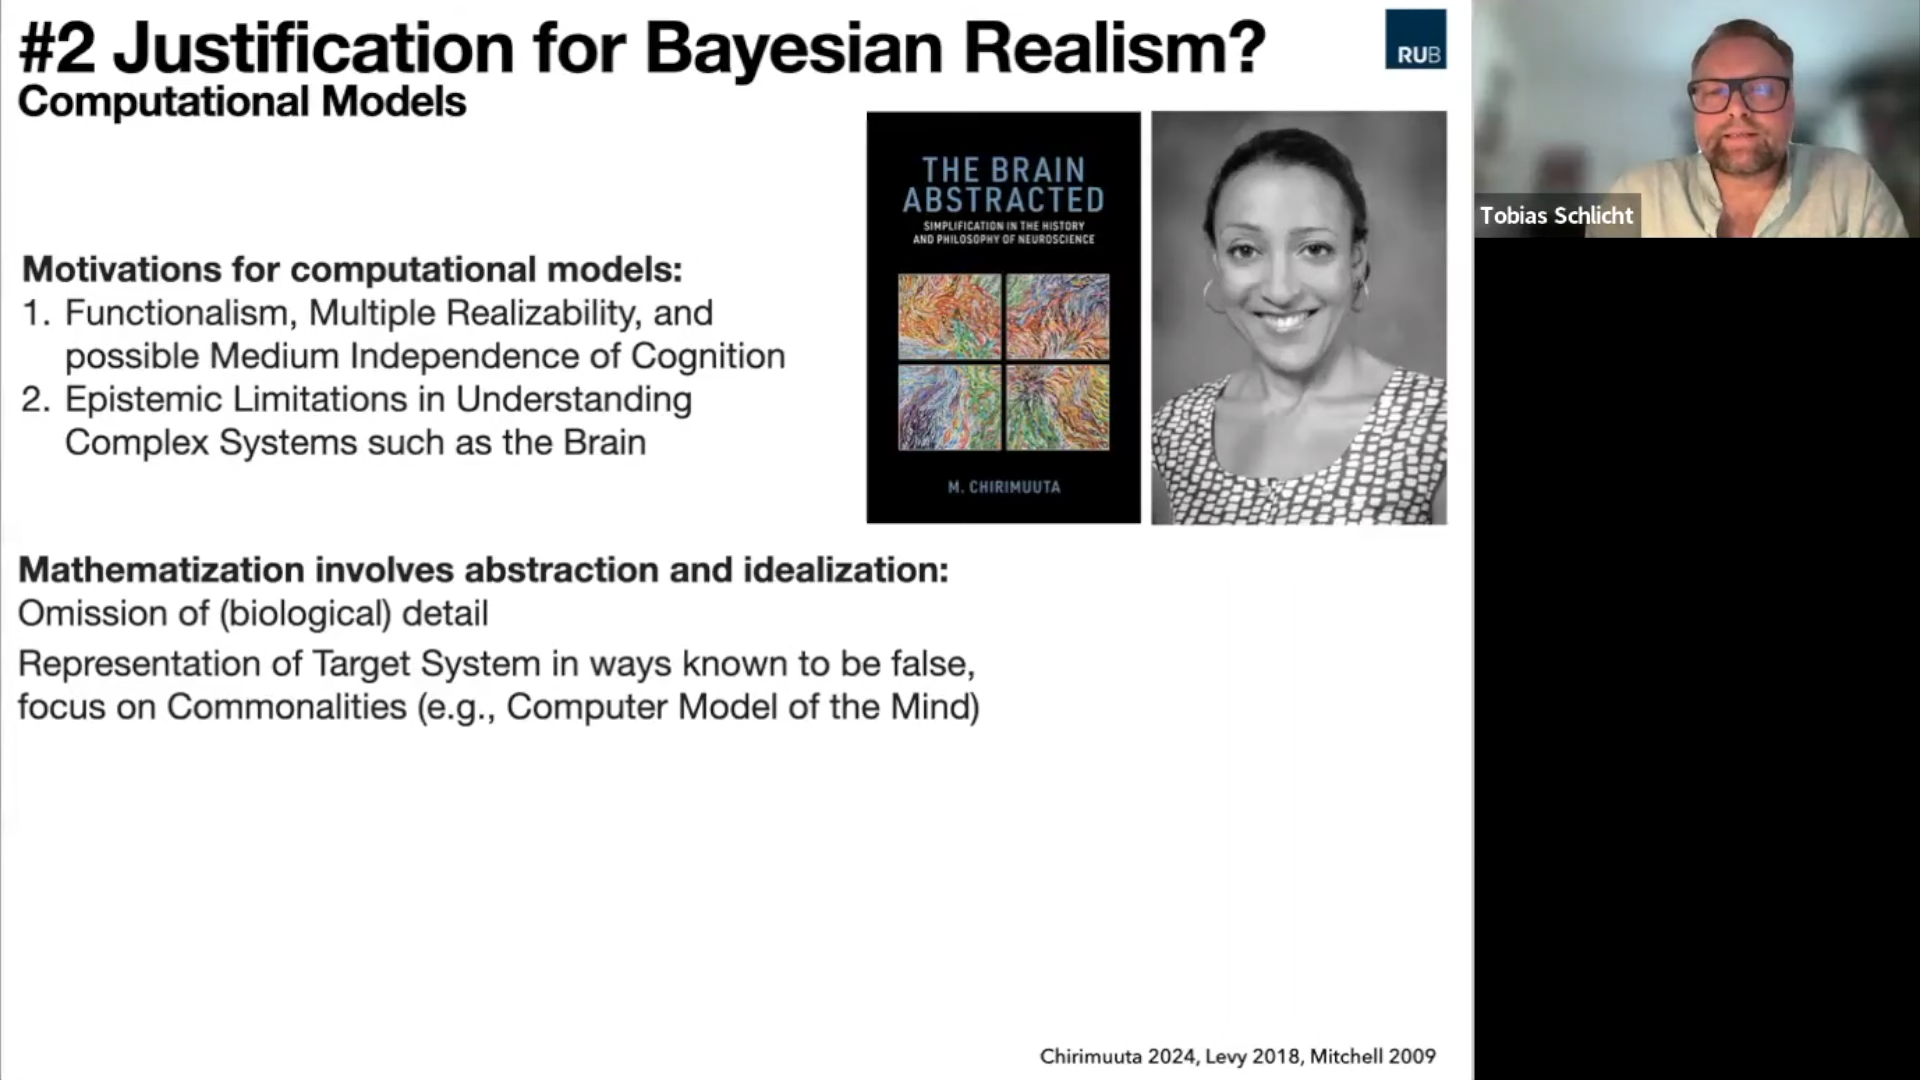 #2 Justification for Bayesian Realism?
Computational Models
RUB
THE BRAIN
ABSTRACTED
SIMPLIFICATION IN THE HISTORY
AND PHILOSOPHY OF NEUROSCIENCE
M. CHIRIMUUTA
Motivations for computational models:
1. Functionalism, Multiple Realizability, and
possible Medium Independence of Cognition
2. Epistemic Limitations in Understanding
Complex Systems such as the Brain
Mathematization involves abstraction and idealization:
Omission of (biological) detail
Representation of Target System in ways known to be false,
focus on Commonalities (e.g., Computer Model of the Mind)
Chirimuuta 2024, Levy 2018, Mitchell 2009
Tobias Schlicht